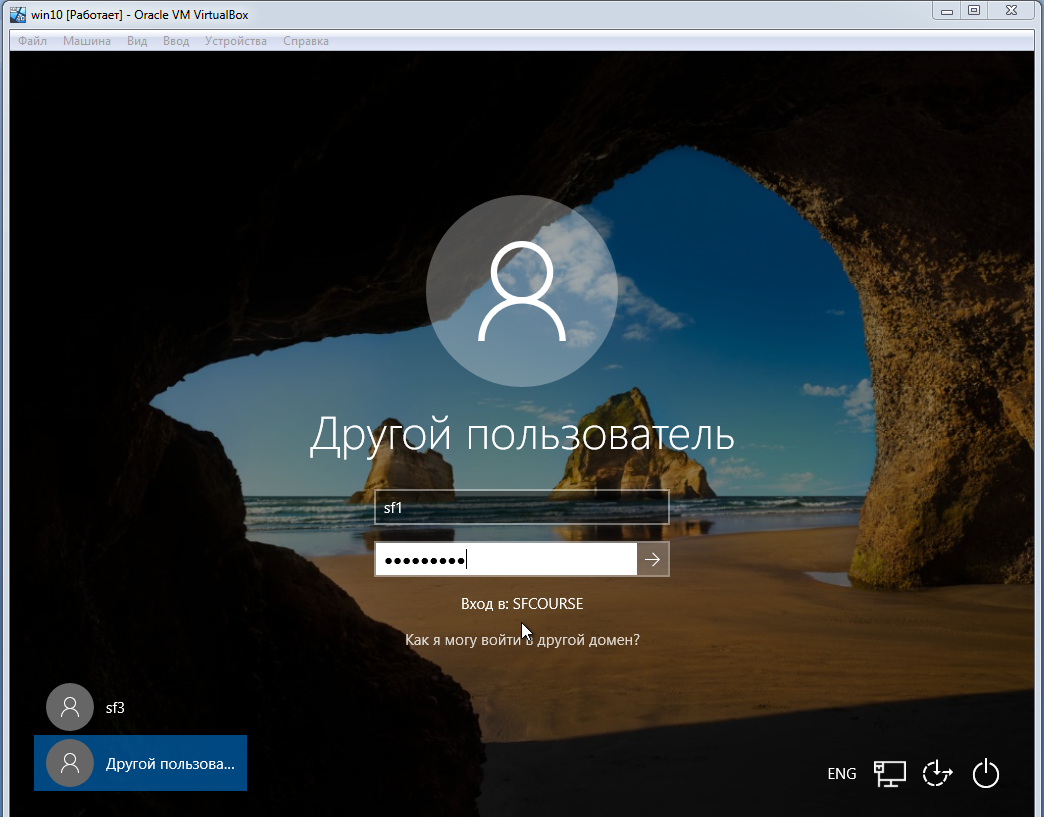 win10 [Работает] - Oracle VM VirtualBox
Файл Машина Вид Ввод Устройства Справка
Другой пользователь
sf1
Вход в: SFCOURSE
Как я могу войти в другой домен?
sf3
Другой пользова...
ENG